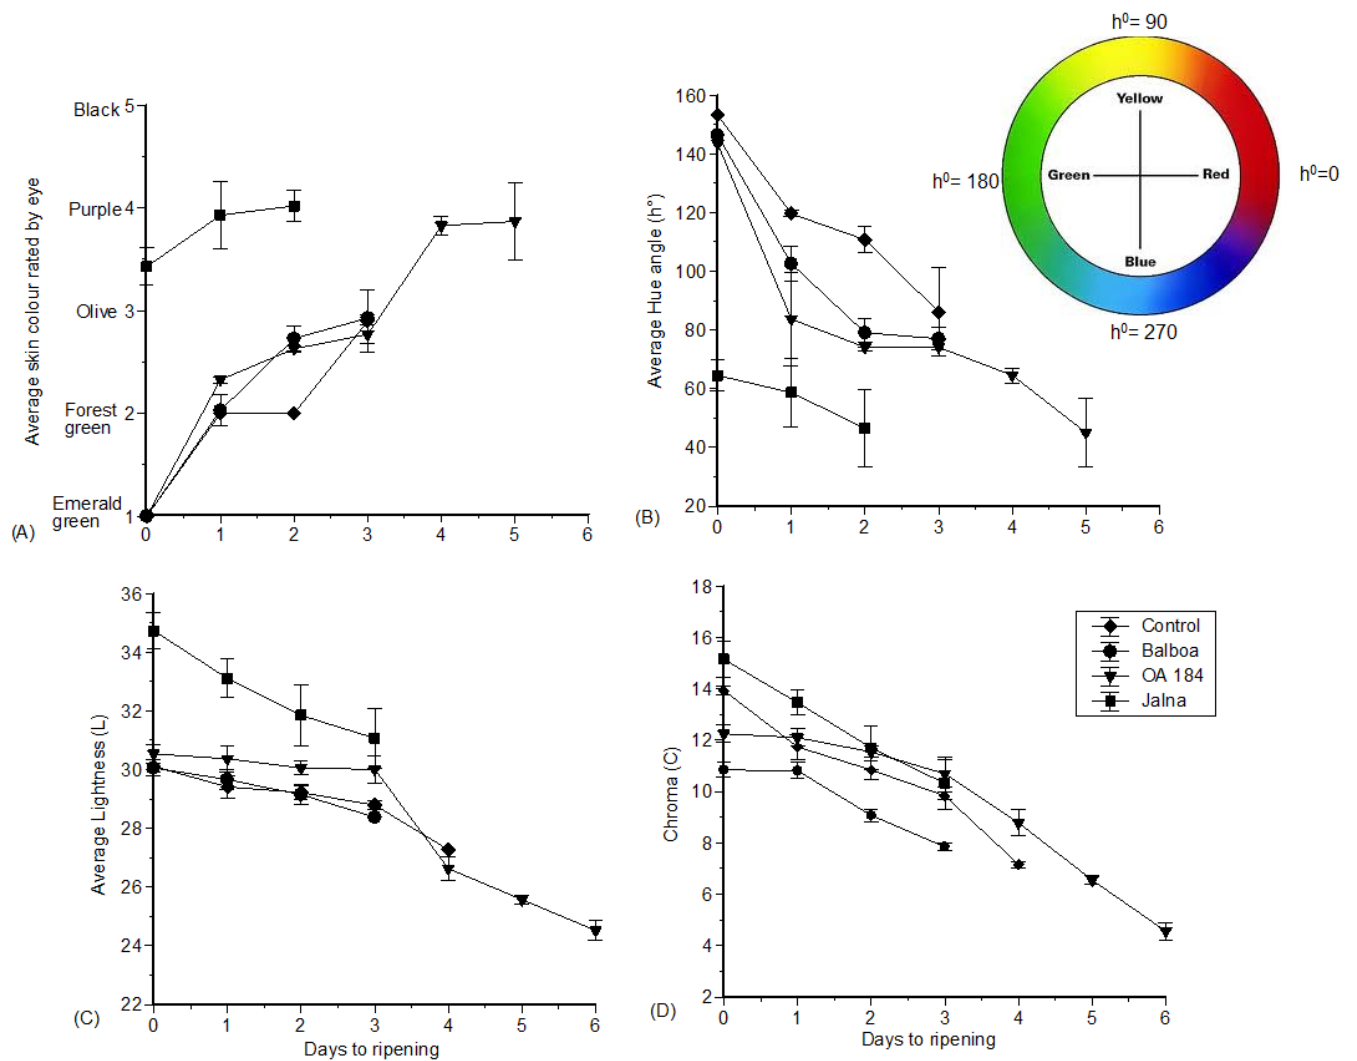 h⁰= 90
Yellow
Green
Red
Blue
h⁰= 180
h⁰=0
h⁰= 270
Average skin colour rated by eye
Black 5
Purple 4
Olive 3
Forest
green 2
Emerald
green 1
0 1 2 3 4 5 6
(A)
Average Hue angle (h°)
160
140
120
100
80
60
40
20
0 1 2 3 4 5 6
(B)
Average Lightness (L)
36
34
32
30
28
26
24
22
0 1 2 3 4 5 6
Days to ripening
(C)
Chroma (C)
18
16
14
12
10
8
6
4
2
0 1 2 3 4 5 6
Days to ripening
(D)
Control
Balboa
OA 184
Jalna